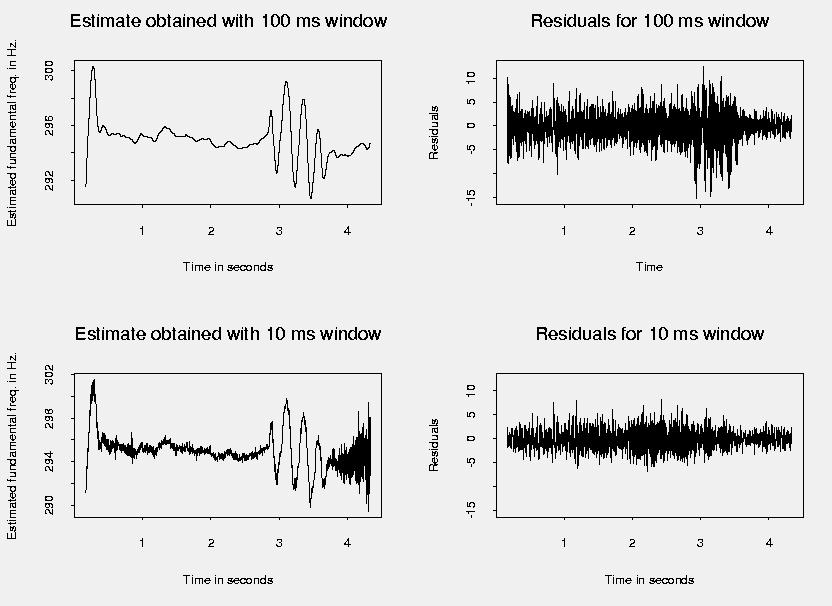 Estimate obtained with 100 ms window
Estimated fundamental freq. in Hz.
300
296
292
1 2 3 4
Time in seconds
Residuals for 100 ms window
Residuals
10
5
0
-5
-15
1 2 3 4
Time
Estimate obtained with 10 ms window
Estimated fundamental freq. in Hz.
302
298
294
290
1 2 3 4
Time in seconds
Residuals for 10 ms window
Residuals
10
5
0
-5
-15
1 2 3 4
Time in seconds